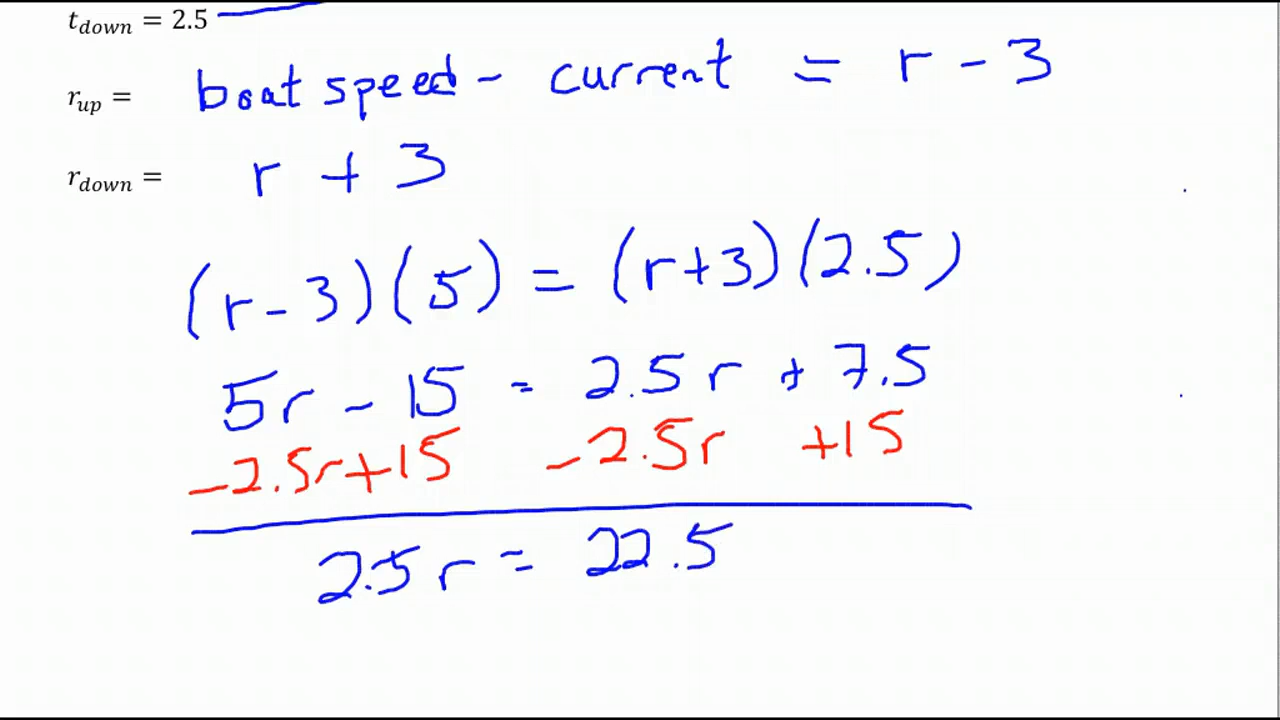 t_down = 2.5
r_up = boat speed - current = r - 3
r_down = r + 3
(r - 3)(5) = (r+3)(2.5)
5r - 15 = 2.5r + 7.5
-2.5r+15 -2.5r +15
2.5r = 22.5